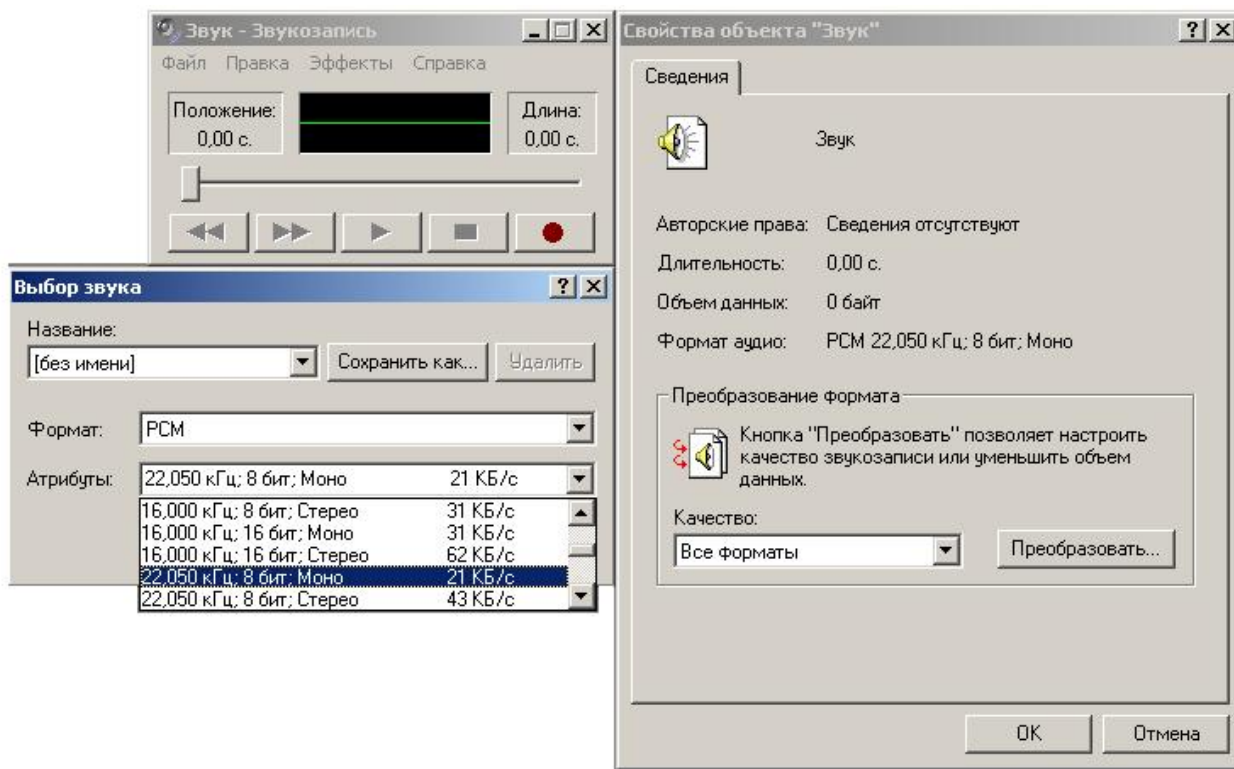 Звук - Звукозапись
Файл Правка Эффекты Справка
Положение:
0,00 с.
Длина:
0,00 с.
Выбор звука
Название:
[без имени]
Сохранить как...
Удалить
Формат:
PCM
Атрибуты:
22,050 кГц; 8 бит; Моно 21 КБ/с
16,000 кГц; 8 бит; Стерео 31 КБ/с
16,000 кГц; 16 бит; Моно 31 КБ/с
16,000 кГц; 16 бит; Стерео 62 КБ/с
22,050 кГц; 8 бит; Моно 21 КБ/с
22,050 кГц; 8 бит; Стерео 43 КБ/с
Свойства объекта "Звук"
Сведения
Звук
Авторские права: Сведения отсутствуют
Длительность: 0,00 с.
Объем данных: 0 байт
Формат аудио: PCM 22,050 кГц; 8 бит; Моно
Преобразование формата
Кнопка "Преобразовать" позволяет настроить
качество звукозаписи или уменьшить объем
данных.
Качество:
Все форматы
Преобразовать...
OK
Отмена